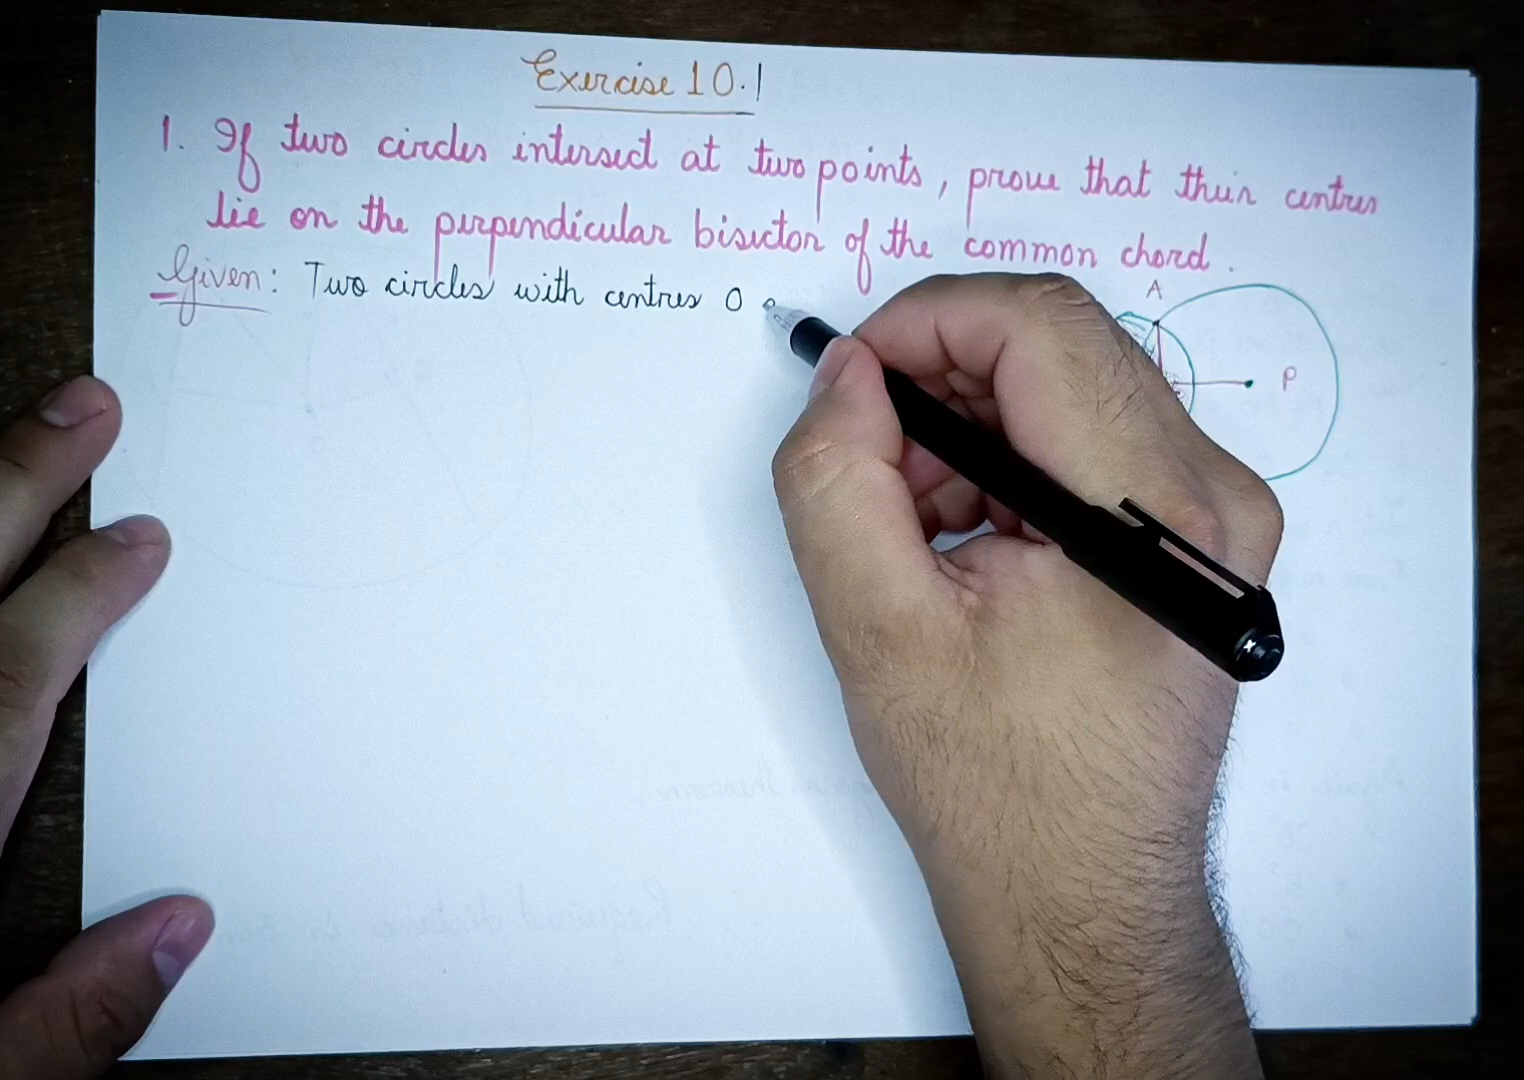 Exercise 10.1
1. If two circles intersect at two points, prove that their centres
lie on the perpendicular bisector of the common chord.
Given: Two circles with centres O
A
P